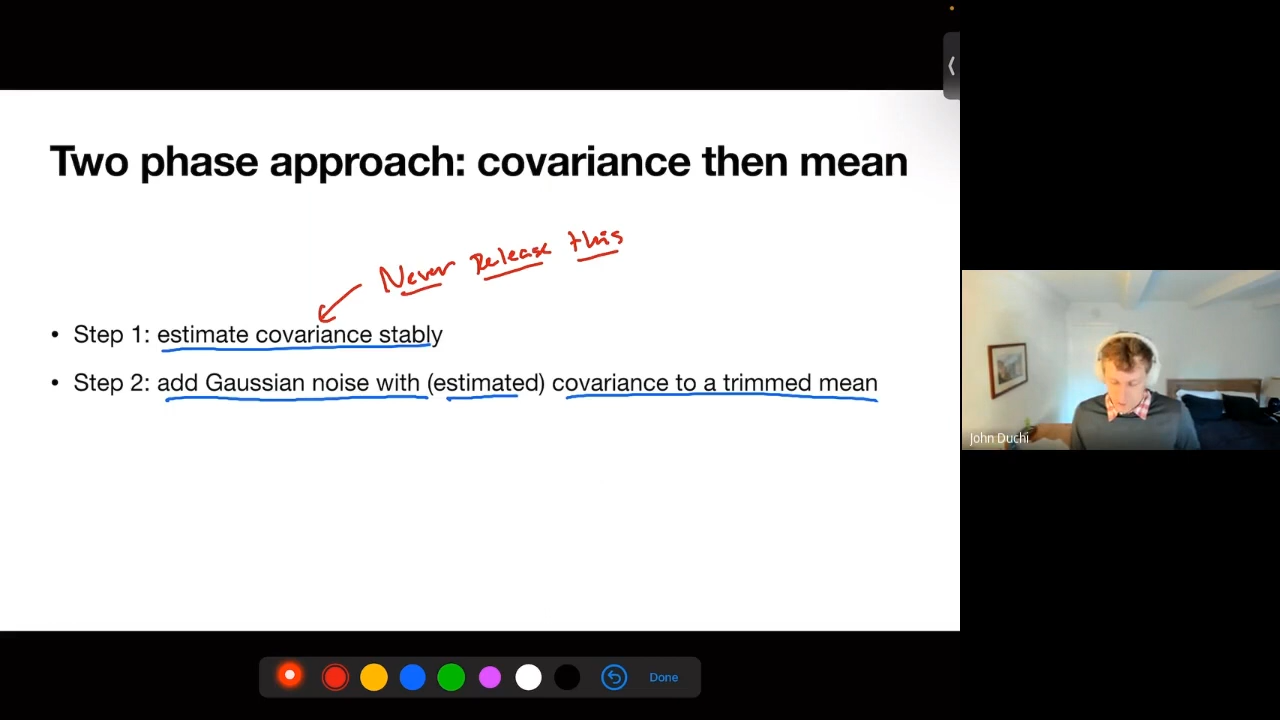 Two phase approach: covariance then mean
Never Release this
• Step 1: estimate covariance stably
• Step 2: add Gaussian noise with (estimated) covariance to a trimmed mean
John Duchi
Done